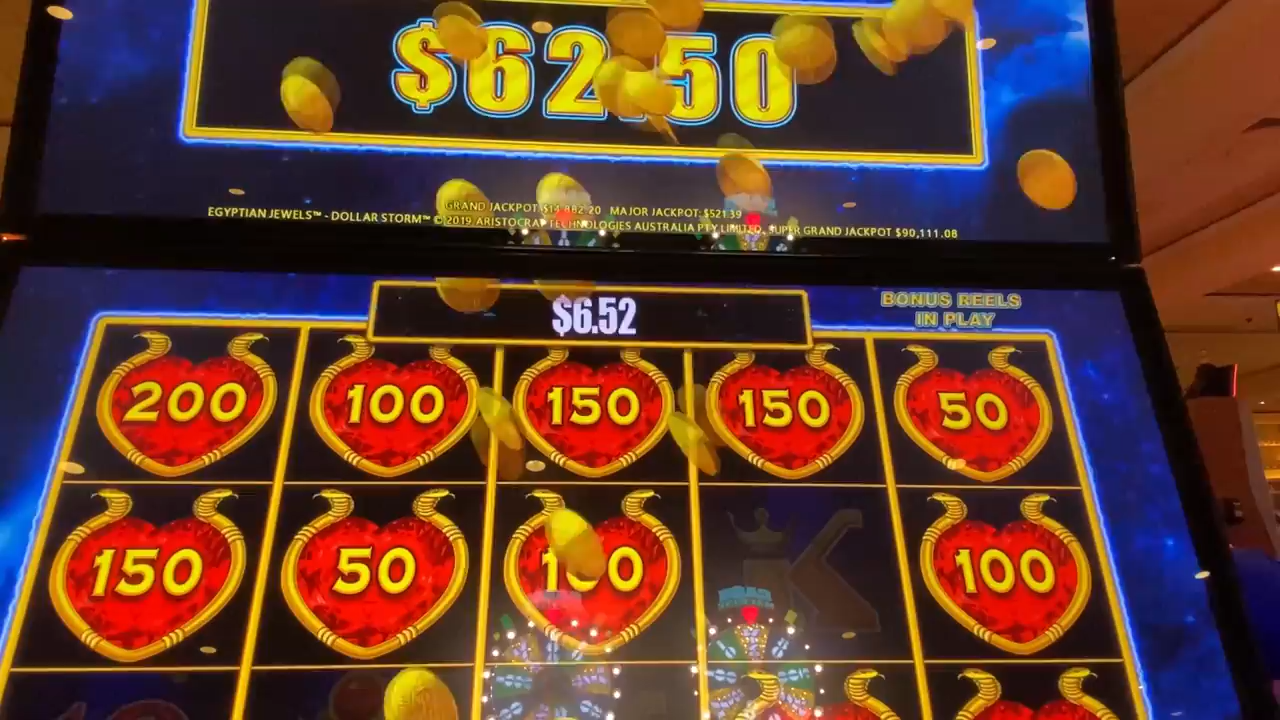 $62.50
GRAND JACKPOT:$14,882.20 MAJOR JACKPOT:$521.39
EGYPTIAN JEWELS™ - DOLLAR STORM™ © 2019 ARISTOCRAT TECHNOLOGIES AUSTRALIA PTY LIMITED. SUPER GRAND JACKPOT $90,111.08
$6.52
BONUS REELS
IN PLAY
200 100 150 150 50
150 50 100 K 100